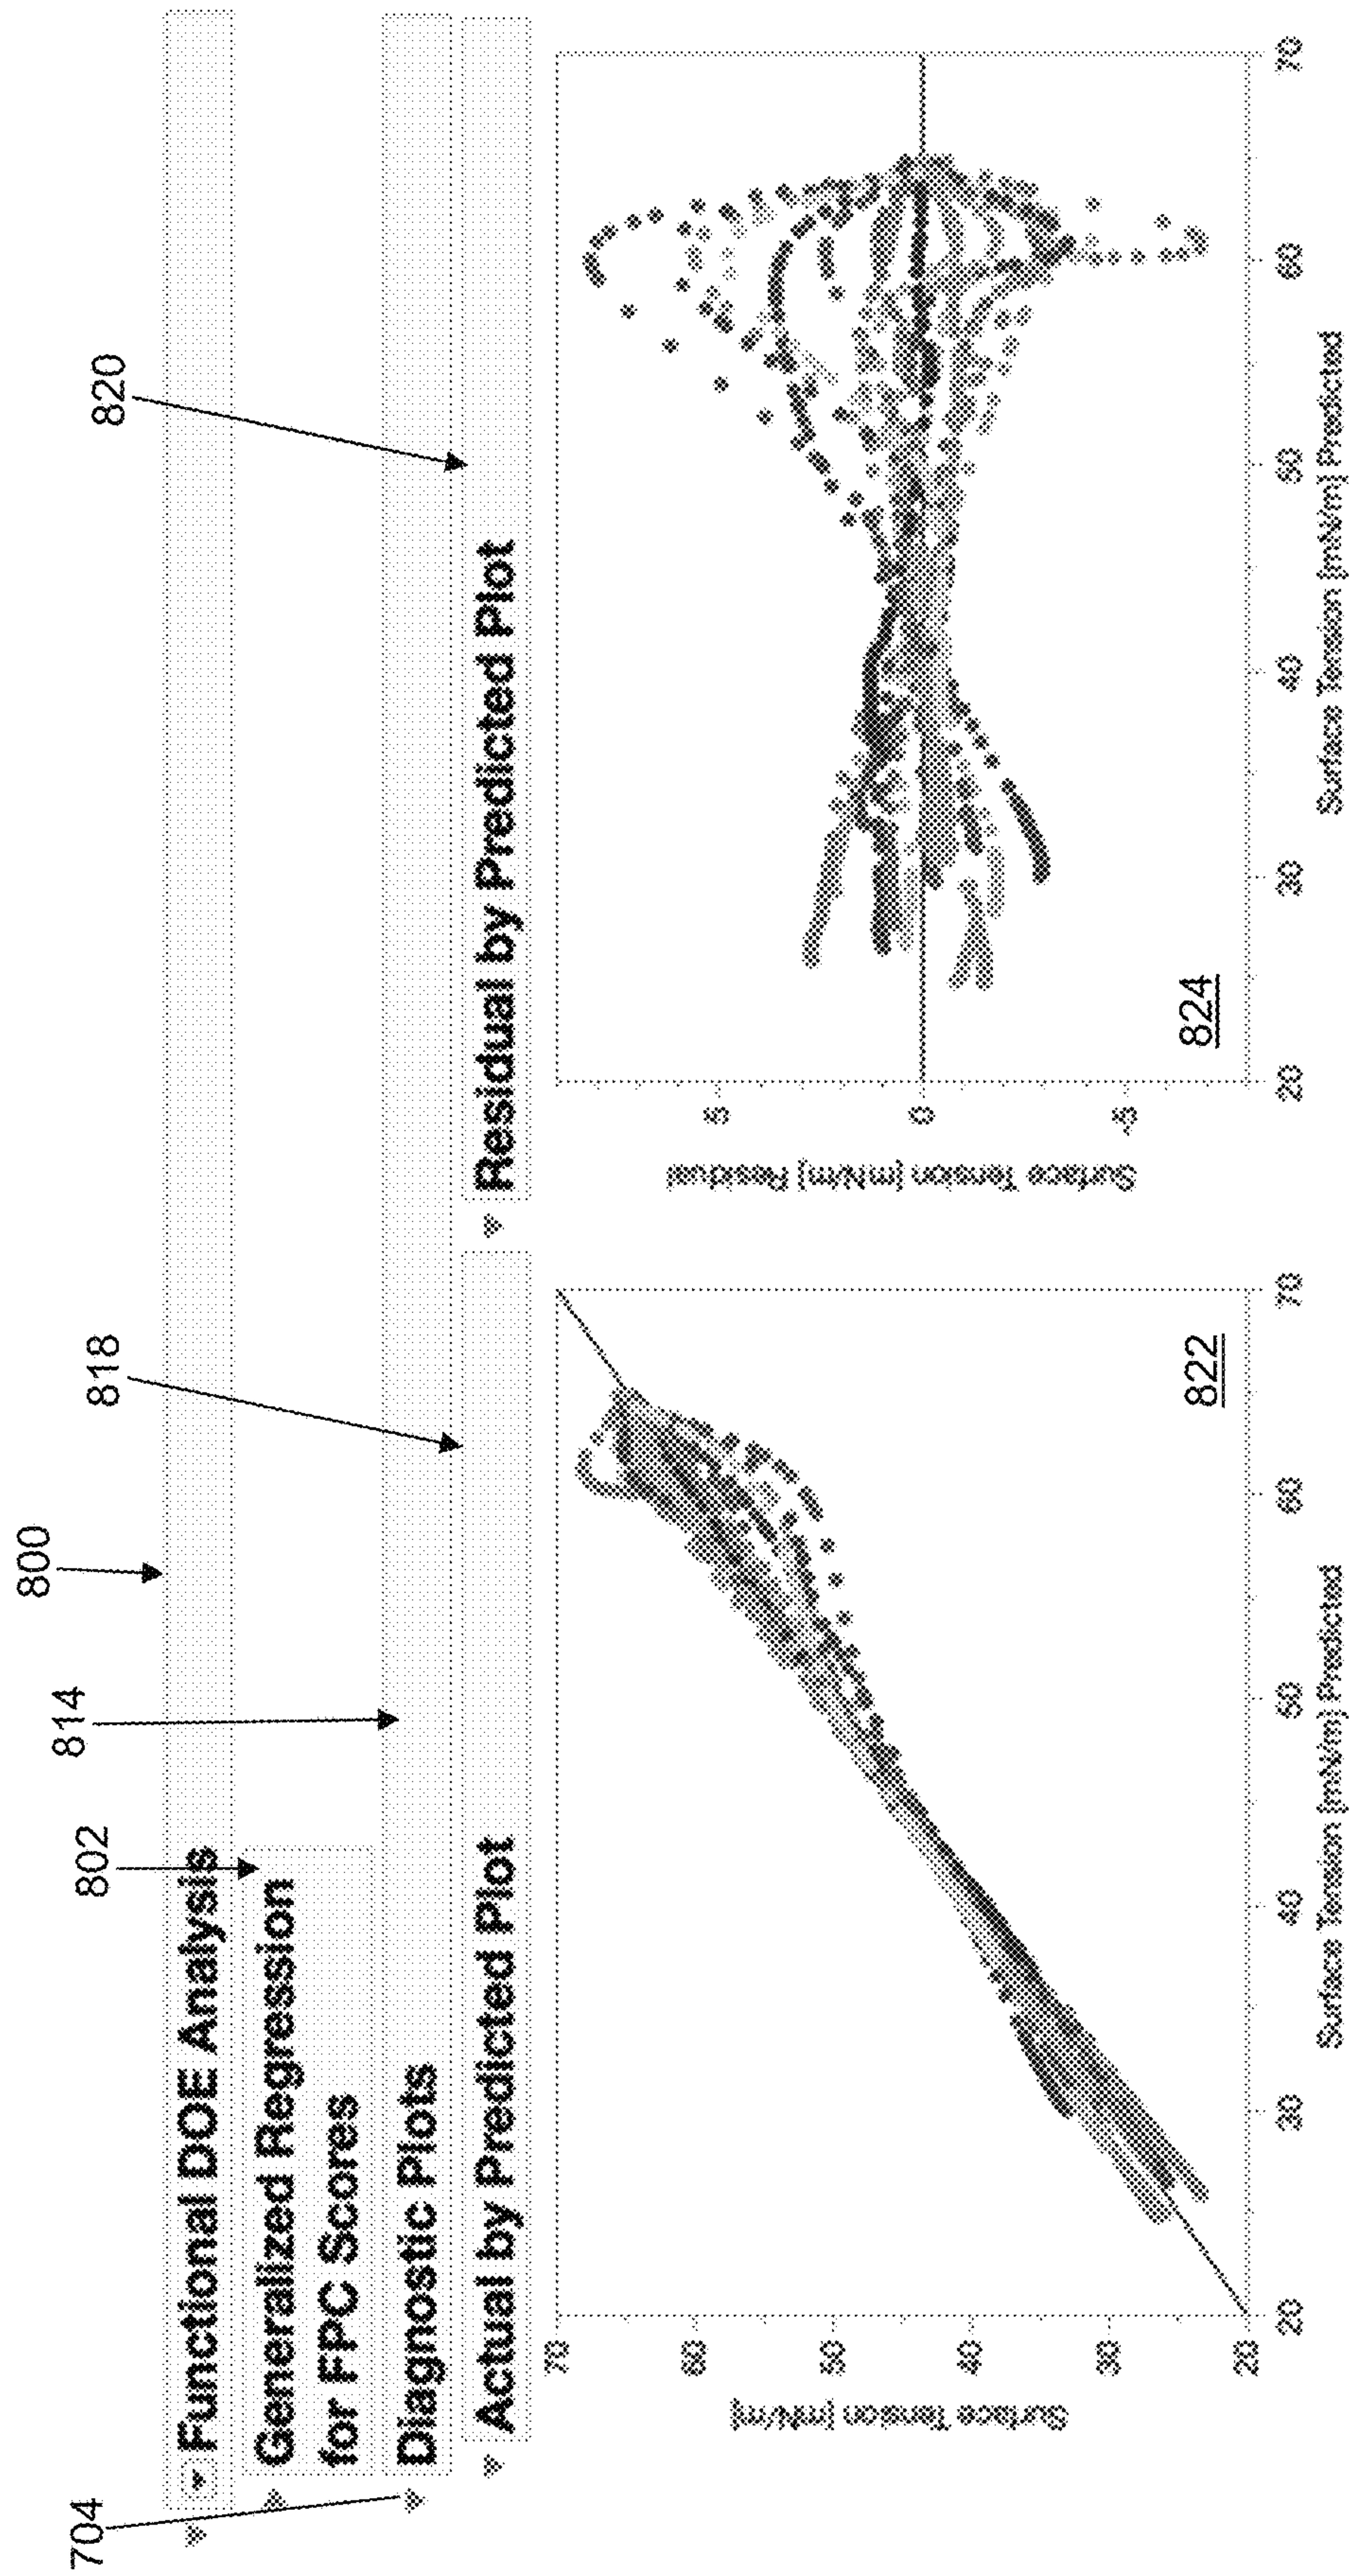 800
802
814
818
820
704
Functional DOE Analysis
Generalized Regression
for FPC Scores
Diagnostic Plots
Actual by Predicted Plot
70
60
50
40
30
20
Surface Tension [mN/m]
822
20 30 40 50 60 70
Surface Tension [mN/m] Predicted
Residual by Predicted Plot
5
0
-5
Surface Tension [mN/m] Residual
824
20 30 40 50 60 70
Surface Tension [mN/m] Predicted